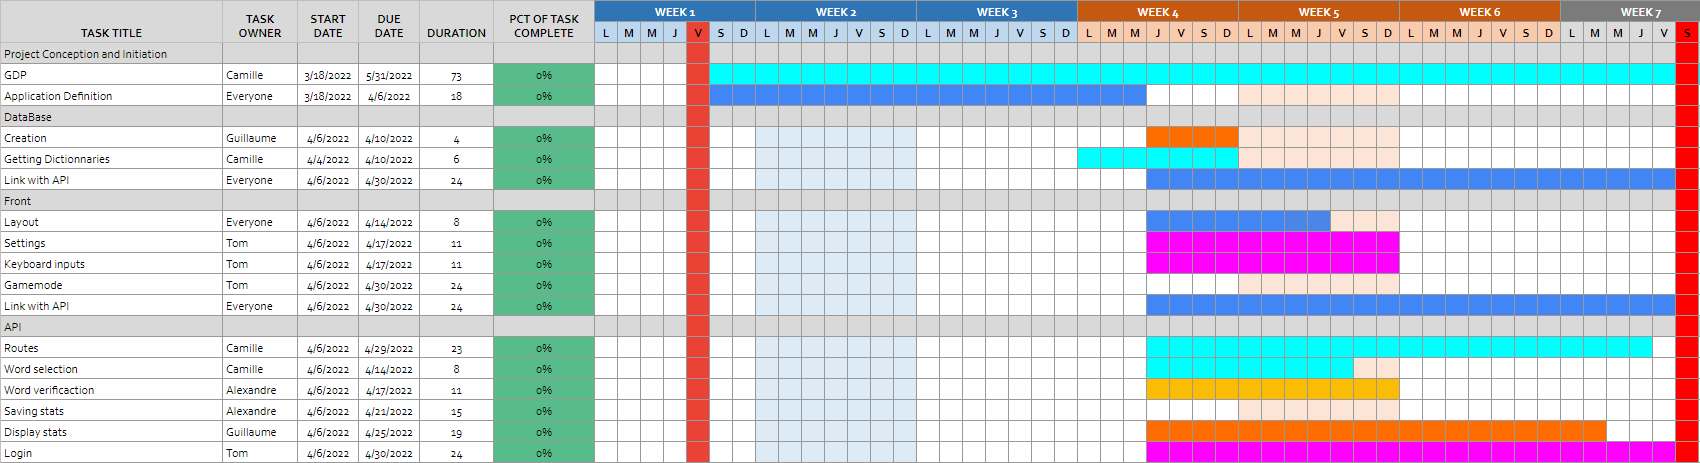 WEEK 1 WEEK 2 WEEK 3 WEEK 4 WEEK 5 WEEK 6 WEEK 7
TASK TITLE TASK OWNER START DATE DUE DATE DURATION PCT OF TASK COMPLETE L M M J V S D L M M J V S D L M M J V S D L M M J V S D L M M J V S D L M M J V S D L M M J V S
Project Conception and Initiation
GDP Camille 3/18/2022 5/31/2022 73 0%
Application Definition Everyone 3/18/2022 4/6/2022 18 0%
DataBase
Creation Guillaume 4/6/2022 4/10/2022 4 0%
Getting Dictionnaries Camille 4/4/2022 4/10/2022 6 0%
Link with API Everyone 4/6/2022 4/30/2022 24 0%
Front
Layout Everyone 4/6/2022 4/14/2022 8 0%
Settings Tom 4/6/2022 4/17/2022 11 0%
Keyboard inputs Tom 4/6/2022 4/17/2022 11 0%
Gamemode Tom 4/6/2022 4/30/2022 24 0%
Link with API Everyone 4/6/2022 4/30/2022 24 0%
API
Routes Camille 4/6/2022 4/29/2022 23 0%
Word selection Camille 4/6/2022 4/14/2022 8 0%
Word verificaction Alexandre 4/6/2022 4/17/2022 11 0%
Saving stats Alexandre 4/6/2022 4/21/2022 15 0%
Display stats Guillaume 4/6/2022 4/25/2022 19 0%
Login Tom 4/6/2022 4/30/2022 24 0%